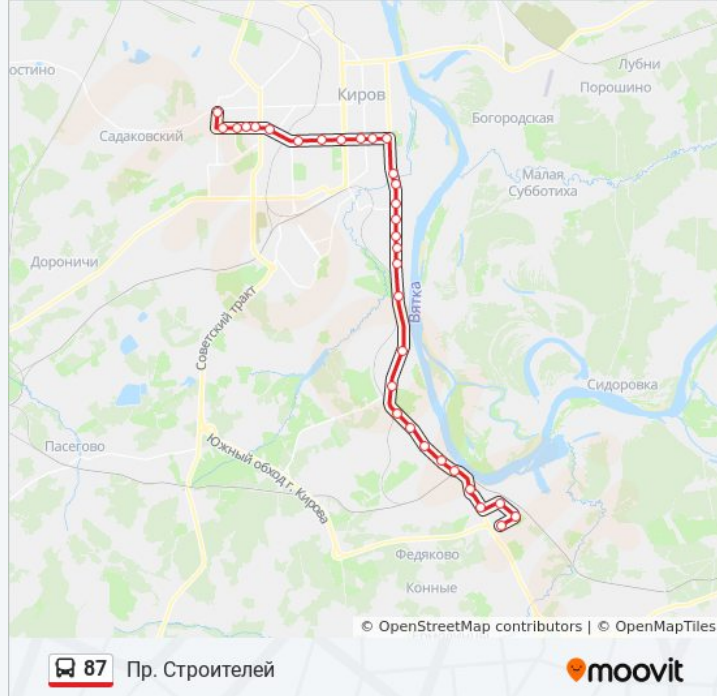 Лубни
Порошино
остино
Киров
Богородская
Садаковский
Малая
Субботиха
Дороничи
Вятка
Советский тракт
Сидоровка
Пасегово
Южный обход г. Кирова
Федяково
Конные
© OpenStreetMap contributors | © OpenMapTiles
87 Пр. Строителей
moovit